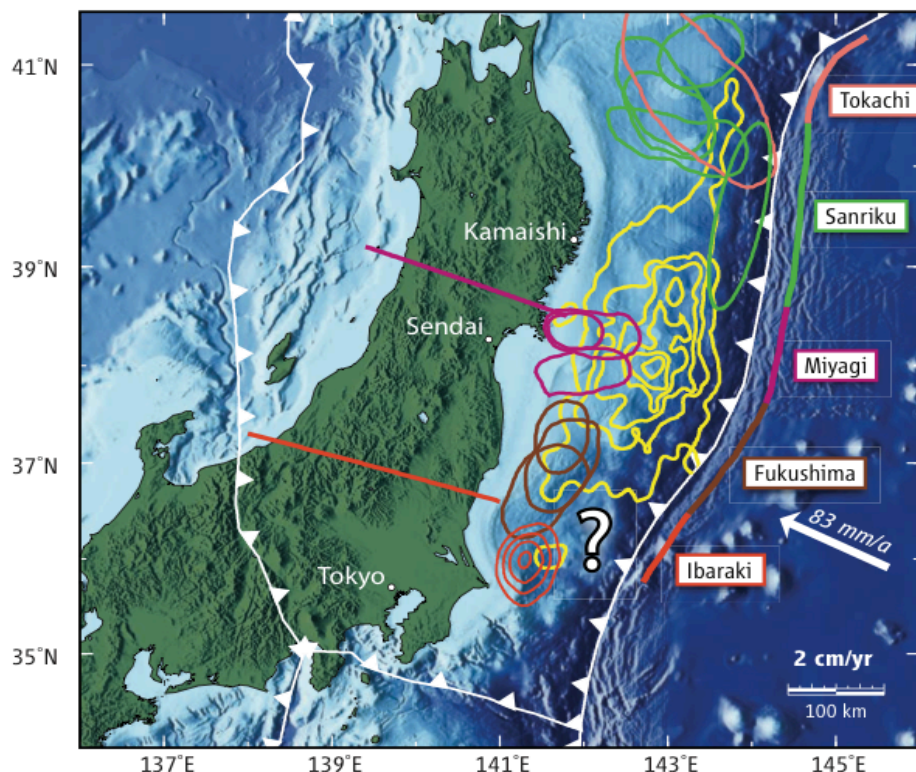 41°N
39°N
37°N
35°N
Tokachi
Kamaishi
Sanriku
Sendai
Miyagi
Fukushima
?
83 mm/a
Ibaraki
Tokyo
2 cm/yr
100 km
137°E
139°E
141°E
143°E
145°E